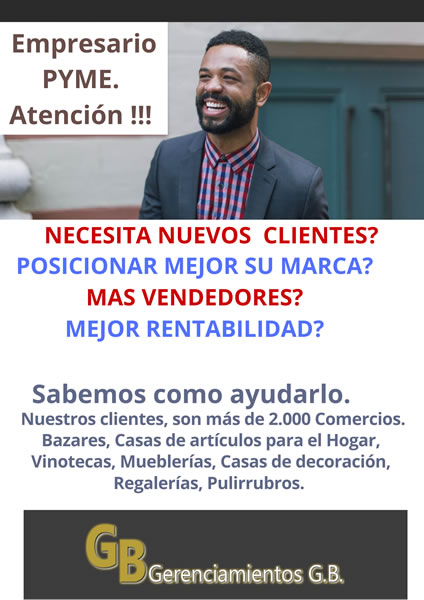 Empresario
PYME.
Atención !!!
NECESITA NUEVOS CLIENTES?
POSICIONAR MEJOR SU MARCA?
MAS VENDEDORES?
MEJOR RENTABILIDAD?
Sabemos como ayudarlo.
Nuestros clientes, son más de 2.000 Comercios.
Bazares, Casas de artículos para el Hogar,
Vinotecas, Mueblerías, Casas de decoración,
Regalerías, Pulirrubros.
GB Gerenciamientos G.B.